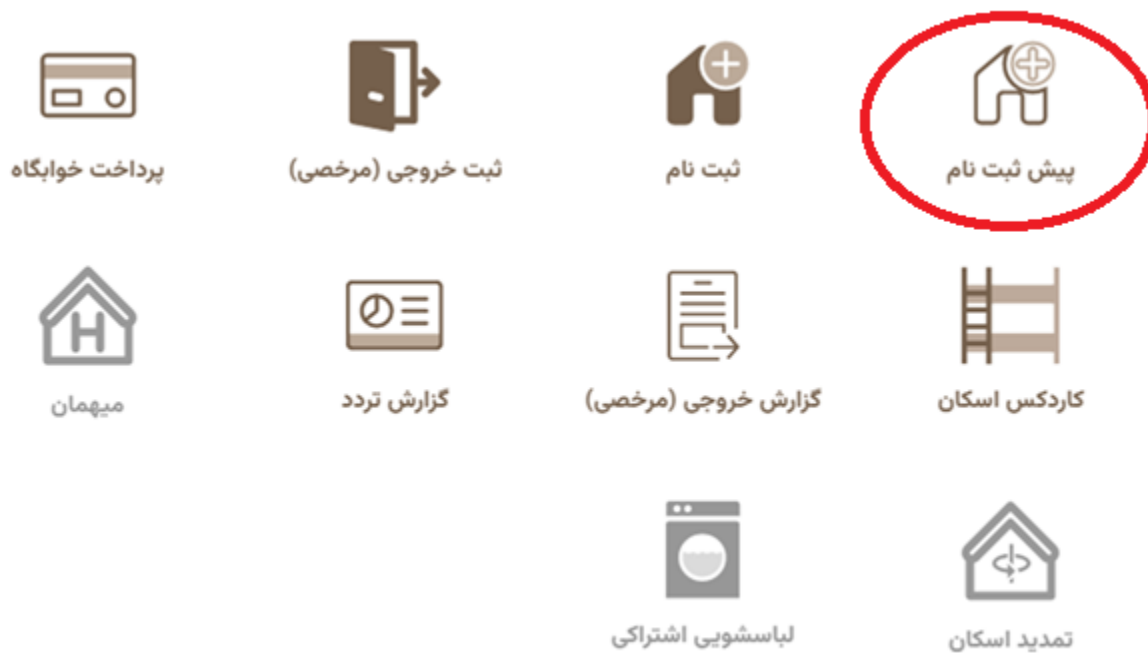 پیش ثبت نام
ثبت نام
ثبت خروجی (مرخصی)
پرداخت خوابگاه
کاردکس اسکان
گزارش خروجی (مرخصی)
گزارش تردد
H
میهمان
تمدید اسکان
لباسشویی اشتراکی